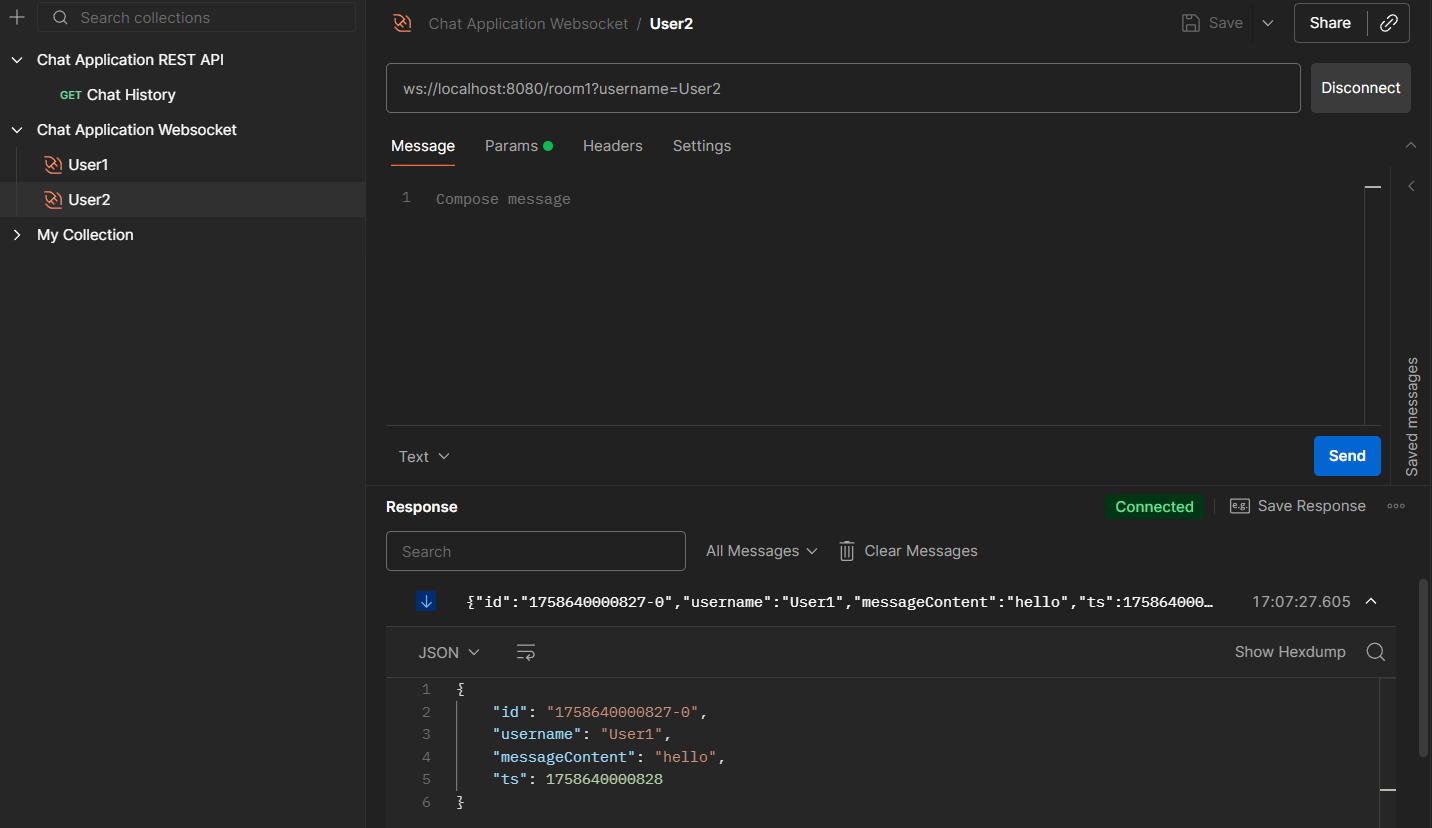 Search collections
Chat Application REST API
GET Chat History
Chat Application Websocket
User1
User2
My Collection
Chat Application Websocket / User2
Save
Share
ws://localhost:8080/room1?username=User2
Disconnect
Message Params Headers Settings
1 Compose message
Saved messages
Text
Send
Response
Connected
e.g. Save Response
Search
All Messages
Clear Messages
{"id":"1758640000827-0","username":"User1","messageContent":"hello","ts":175864000… 17:07:27.605
JSON
Show Hexdump
1 {
2 "id": "1758640000827-0",
3 "username": "User1",
4 "messageContent": "hello",
5 "ts": 1758640000828
6 }